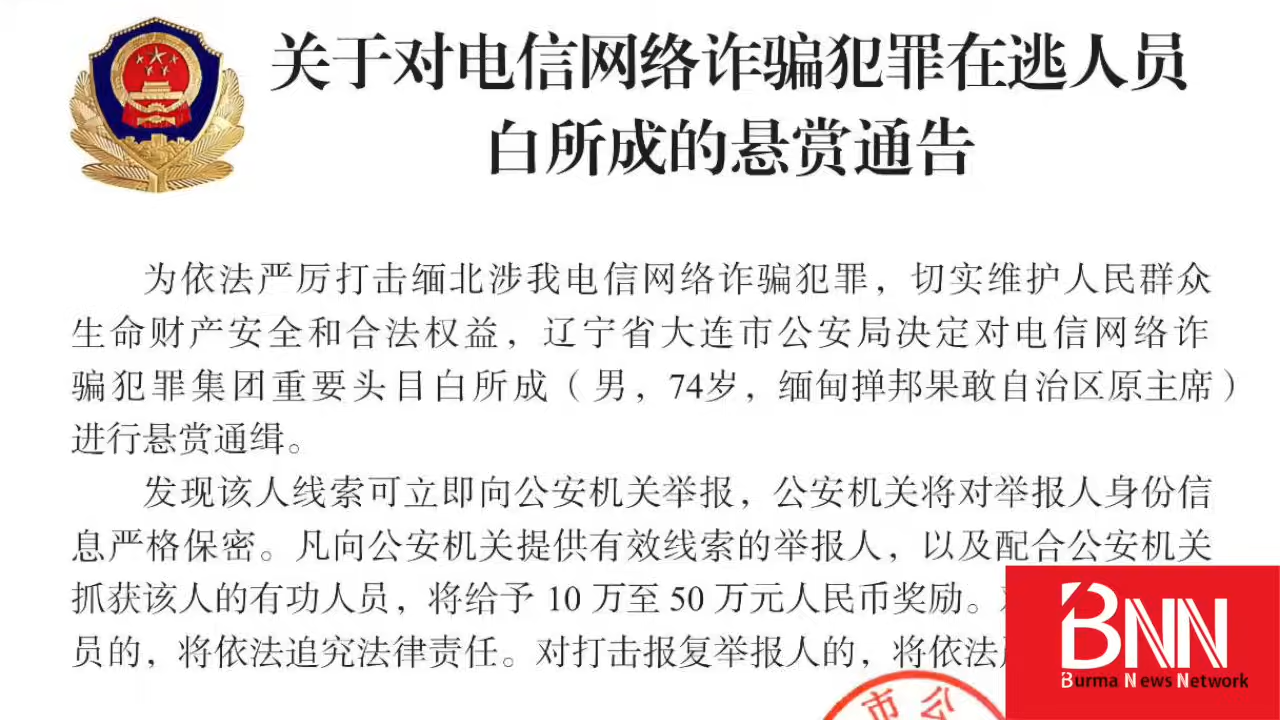 关于对电信网络诈骗犯罪在逃人员
白所成的悬赏通告
为依法严厉打击缅北涉我电信网络诈骗犯罪，切实维护人民群众
生命财产安全和合法权益，辽宁省大连市公安局决定对电信网络诈
骗犯罪集团重要头目白所成（男，74岁，缅甸掸邦果敢自治区原主席）
进行悬赏通缉。
发现该人线索可立即向公安机关举报，公安机关将对举报人身份信
息严格保密。凡向公安机关提供有效线索的举报人，以及配合公安机关
抓获该人的有功人员，将给予 10 万至 50 万元人民币奖励。
员的，将依法追究法律责任。对打击报复举报人的，将依法
市公
BNN
Burma News Network